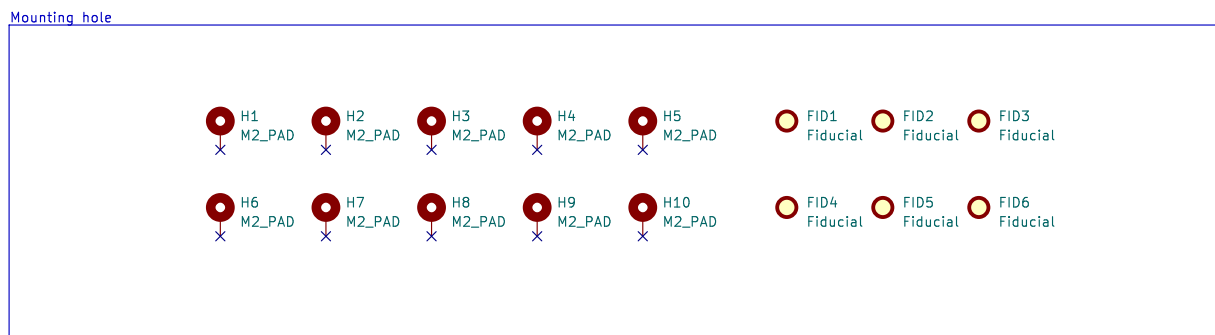 Mounting hole
H1 H2 H3 H4 H5 FID1 FID2 FID3
M2_PAD M2_PAD M2_PAD M2_PAD M2_PAD Fiducial Fiducial Fiducial
H6 H7 H8 H9 H10 FID4 FID5 FID6
M2_PAD M2_PAD M2_PAD M2_PAD M2_PAD Fiducial Fiducial Fiducial